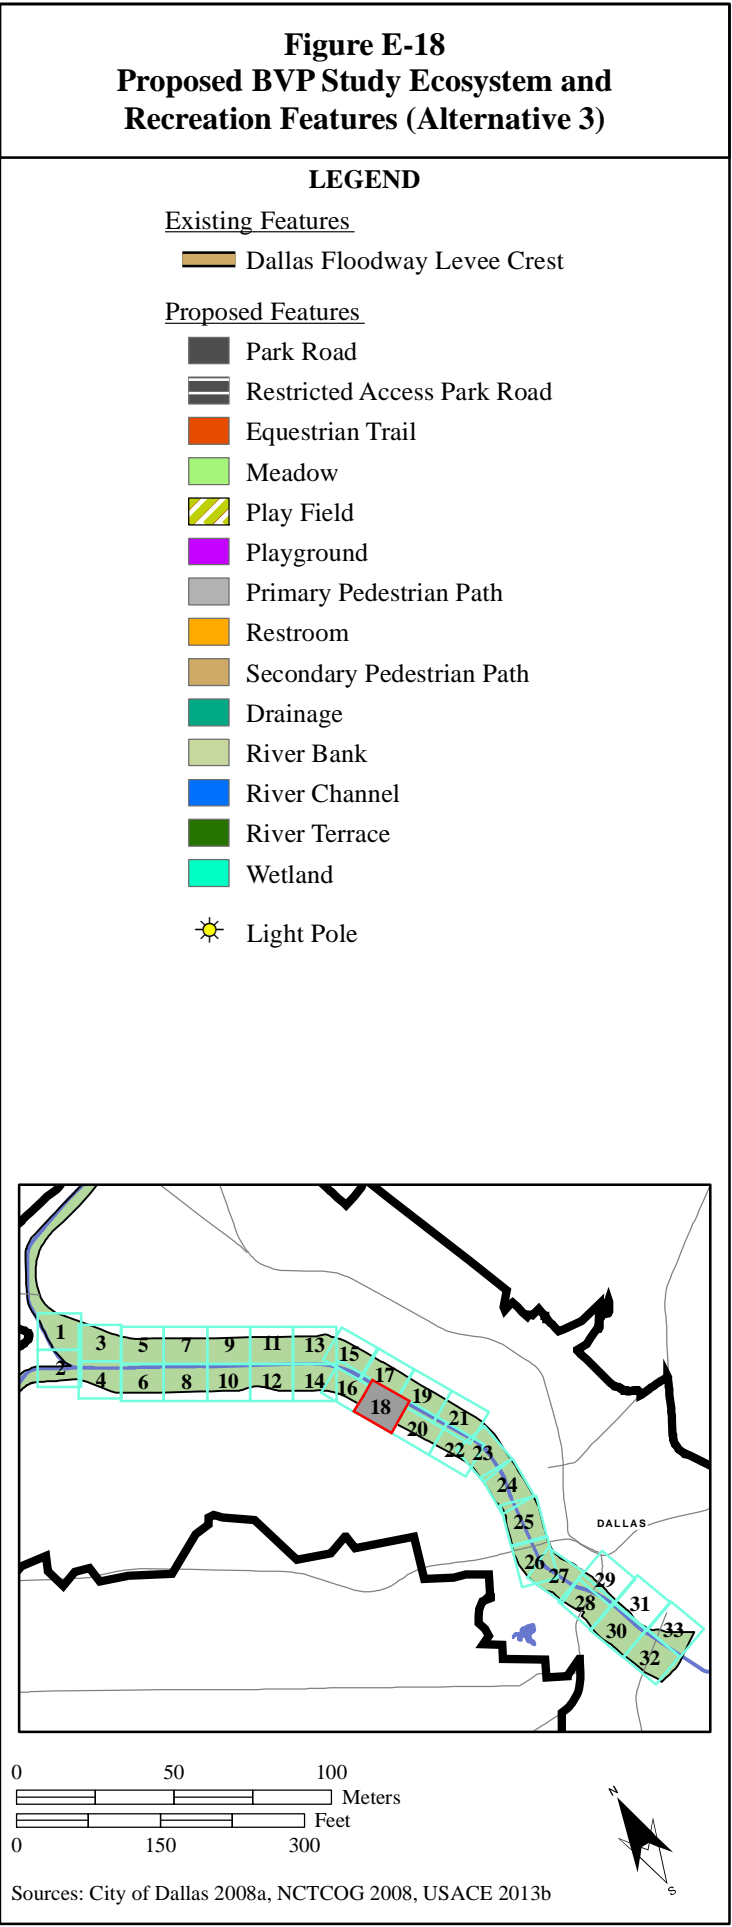 Figure E-18
Proposed BVP Study Ecosystem and
Recreation Features (Alternative 3)
LEGEND
Existing Features
Dallas Floodway Levee Crest
Proposed Features
Park Road
Restricted Access Park Road
Equestrian Trail
Meadow
Play Field
Playground
Primary Pedestrian Path
Restroom
Secondary Pedestrian Path
Drainage
River Bank
River Channel
River Terrace
Wetland
Light Pole
1
2
3
4
5
6
7
8
9
10
11
12
13
14
15
16
17
18
19
20
21
22
23
24
25
26
27
28
29
30
31
32
33
DALLAS
0 50 100
Meters
Feet
0 150 300
N
S
Sources: City of Dallas 2008a, NCTCOG 2008, USACE 2013b